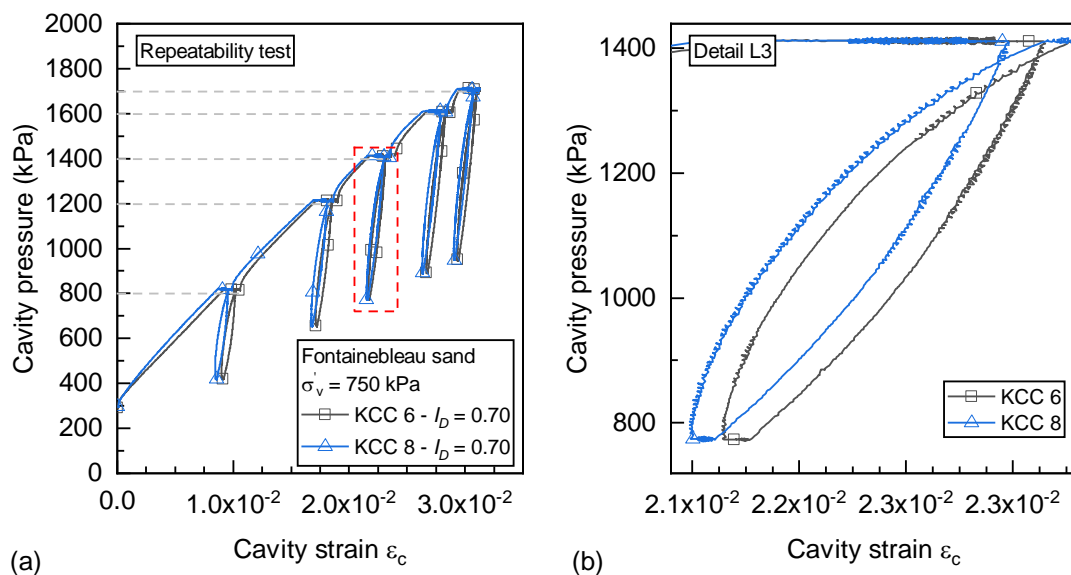 Repeatability test
Cavity pressure (kPa)
2000
1800
1600
1400
1200
1000
800
600
400
200
0
Fontainebleau sand
σ'v = 750 kPa
KCC 6 - ID = 0.70
KCC 8 - ID = 0.70
0.0
1.0x10-2
2.0x10-2
3.0x10-2
Cavity strain εc
(a)
Detail L3
Cavity pressure (kPa)
1400
1200
1000
800
KCC 6
KCC 8
2.1x10-2
2.2x10-2
2.3x10-2
2.3x10-2
Cavity strain εc
(b)